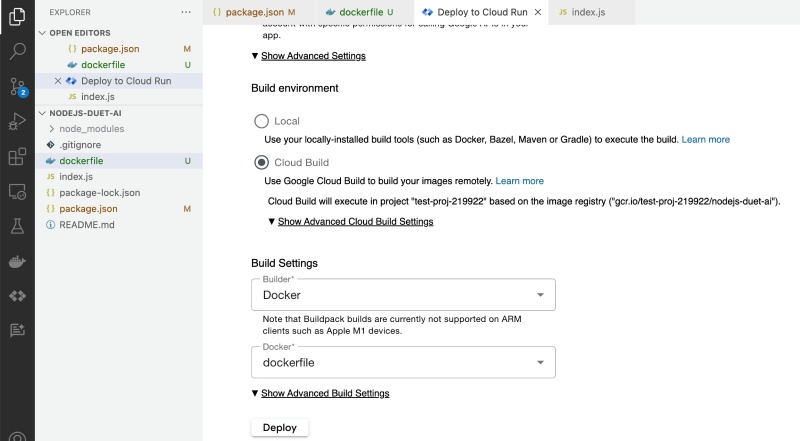 EXPLORER
OPEN EDITORS
package.json M
dockerfile U
Deploy to Cloud Run
JS index.js
NODEJS-DUET-AI
node_modules
.gitignore
dockerfile U
JS index.js
{ } package-lock.json
{ } package.json M
README.md
2
{ } package.json M
dockerfile U
Deploy to Cloud Run
JS index.js
app.
Show Advanced Settings
Build environment
Local
Use your locally-installed build tools (such as Docker, Bazel, Maven or Gradle) to execute the build. Learn more
Cloud Build
Use Google Cloud Build to build your images remotely. Learn more
Cloud Build will execute in project "test-proj-219922" based on the image registry ("gcr.io/test-proj-219922/nodejs-duet-ai").
Show Advanced Cloud Build Settings
Build Settings
Builder*
Docker
Note that Buildpack builds are currently not supported on ARM
clients such as Apple M1 devices.
Docker*
dockerfile
Show Advanced Build Settings
Deploy